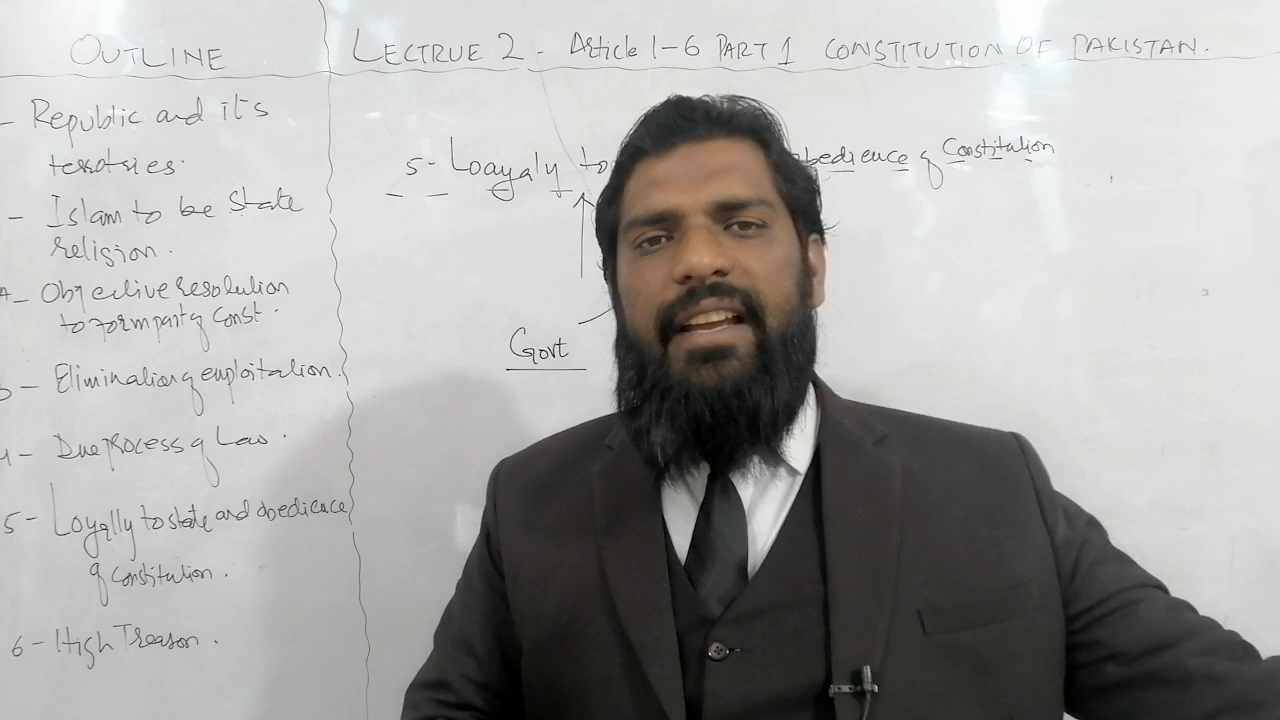 OUTLINE
LECTRUE 2 - Article 1-6 PART 1 CONSTITUTION OF PAKISTAN.
- Republic and it's
- Islam to be State
religion.
- Objective resolution
to form part of const.
- Elimination of exploitation.
4- Due process of Law.
5- Loyallty to state and obedience
of constitution.
6- High Treason.
5- Loayaly to
obedience of Constitution
Govt